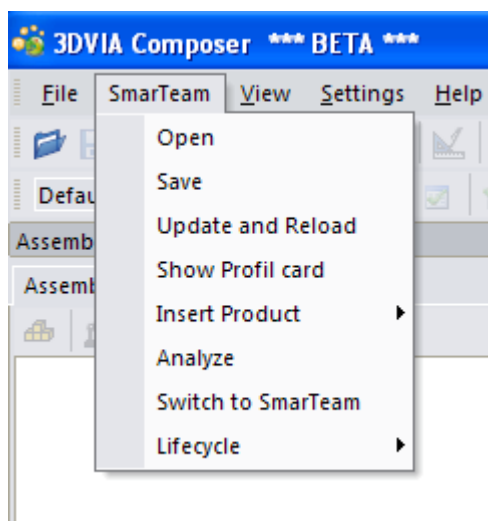 3DVIA Composer *** BETA ***
File SmarTeam View Settings Help
Open
Save
Update and Reload
Show Profil card
Insert Product
Analyze
Switch to SmarTeam
Lifecycle